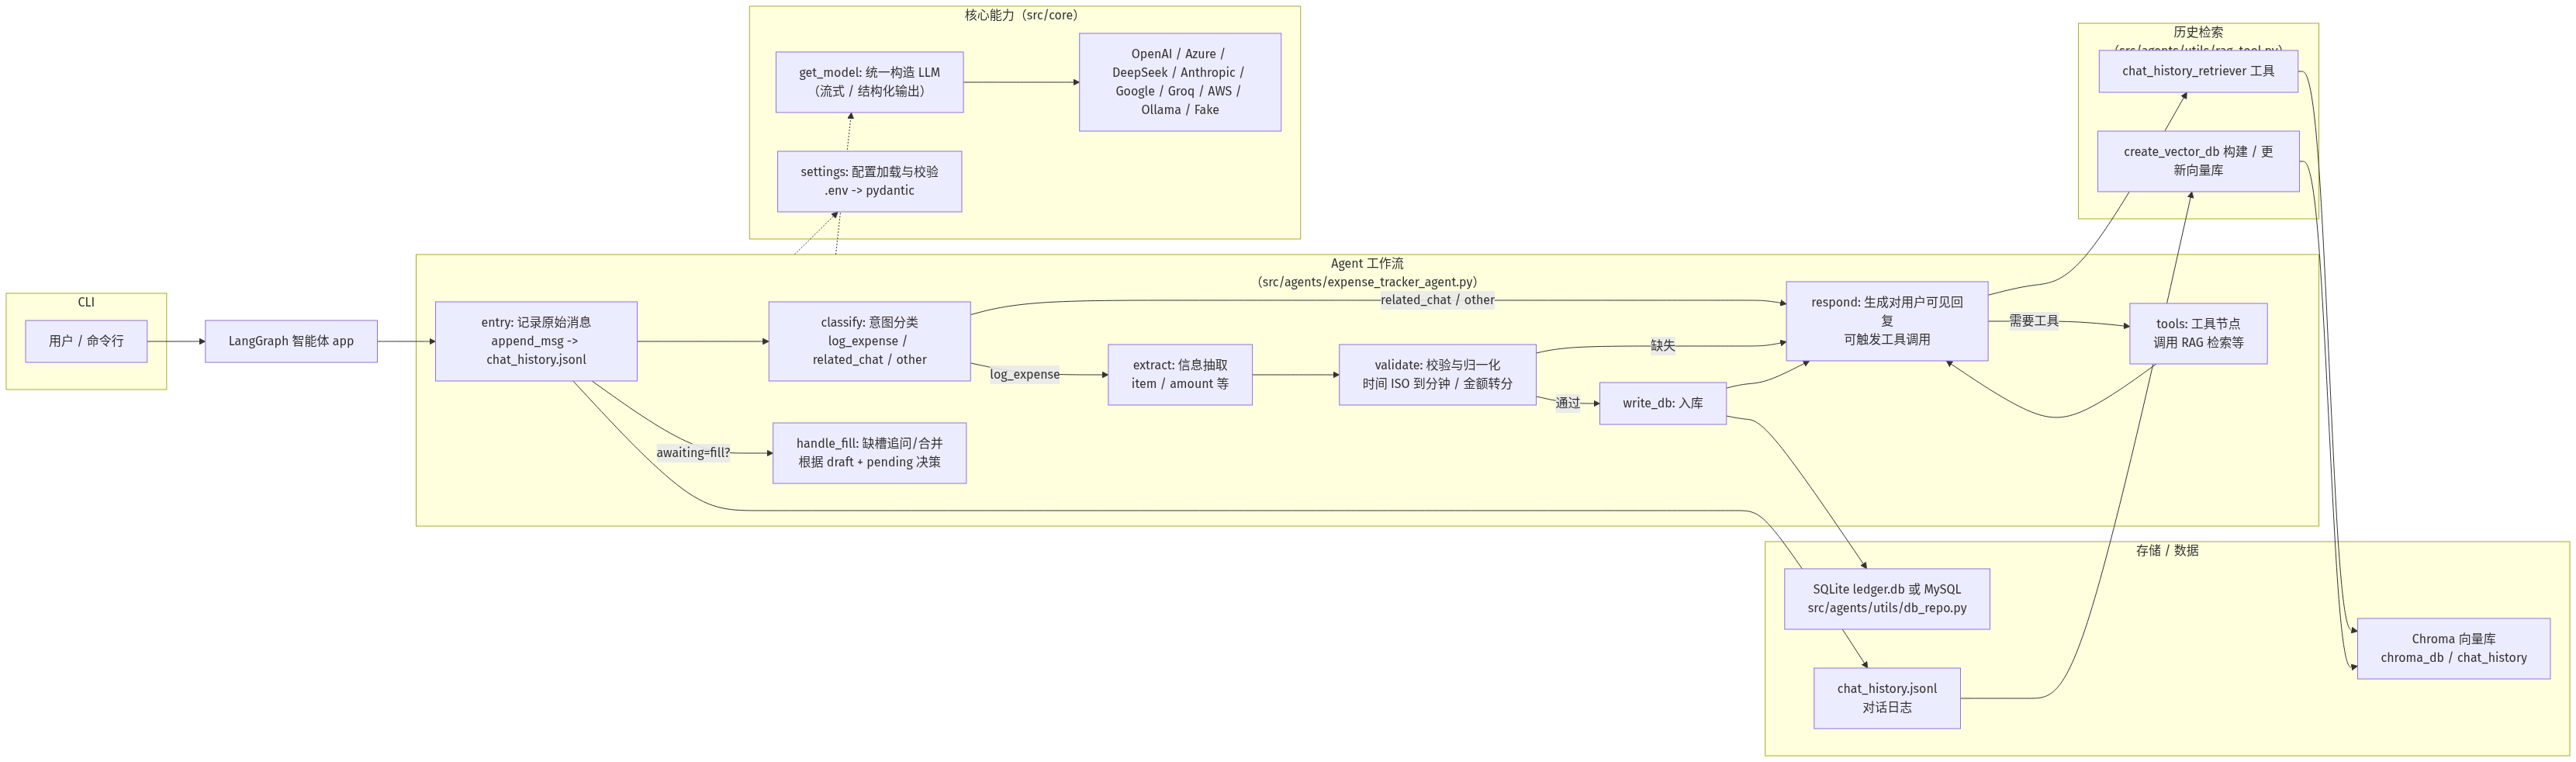 核心能力（src/core）
get_model: 统一构造 LLM
（流式 / 结构化输出）
OpenAI / Azure /
DeepSeek / Anthropic /
Google / Groq / AWS /
Ollama / Fake
settings: 配置加载与校验
.env -> pydantic
历史检索
（src/agents/utils/rag_tool.py）
chat_history_retriever 工具
create_vector_db 构建 / 更
新向量库
CLI
用户 / 命令行
LangGraph 智能体 app
Agent 工作流
（src/agents/expense_tracker_agent.py）
entry: 记录原始消息
append_msg ->
chat_history.jsonl
classify: 意图分类
log_expense /
related_chat / other
related_chat / other
log_expense
extract: 信息抽取
item / amount 等
validate: 校验与归一化
时间 ISO 到分钟 / 金额转分
缺失
通过
write_db: 入库
respond: 生成对用户可见回
复
可触发工具调用
需要工具
tools: 工具节点
调用 RAG 检索等
awaiting=fill?
handle_fill: 缺槽追问/合并
根据 draft + pending 决策
存储 / 数据
SQLite ledger.db 或 MySQL
src/agents/utils/db_repo.py
chat_history.jsonl
对话日志
Chroma 向量库
chroma_db / chat_history